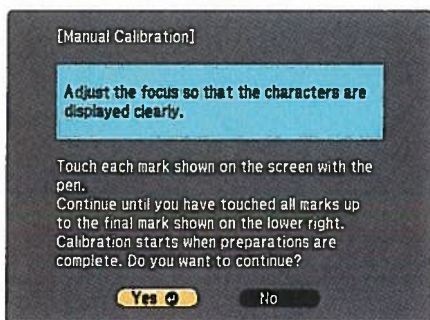 [Manual Calibration]
Adjust the focus so that the characters are
displayed clearly.
Touch each mark shown on the screen with the
pen.
Continue until you have touched all marks up
to the final mark shown on the lower right.
Calibration starts when preparations are
complete. Do you want to continue?
Yes No